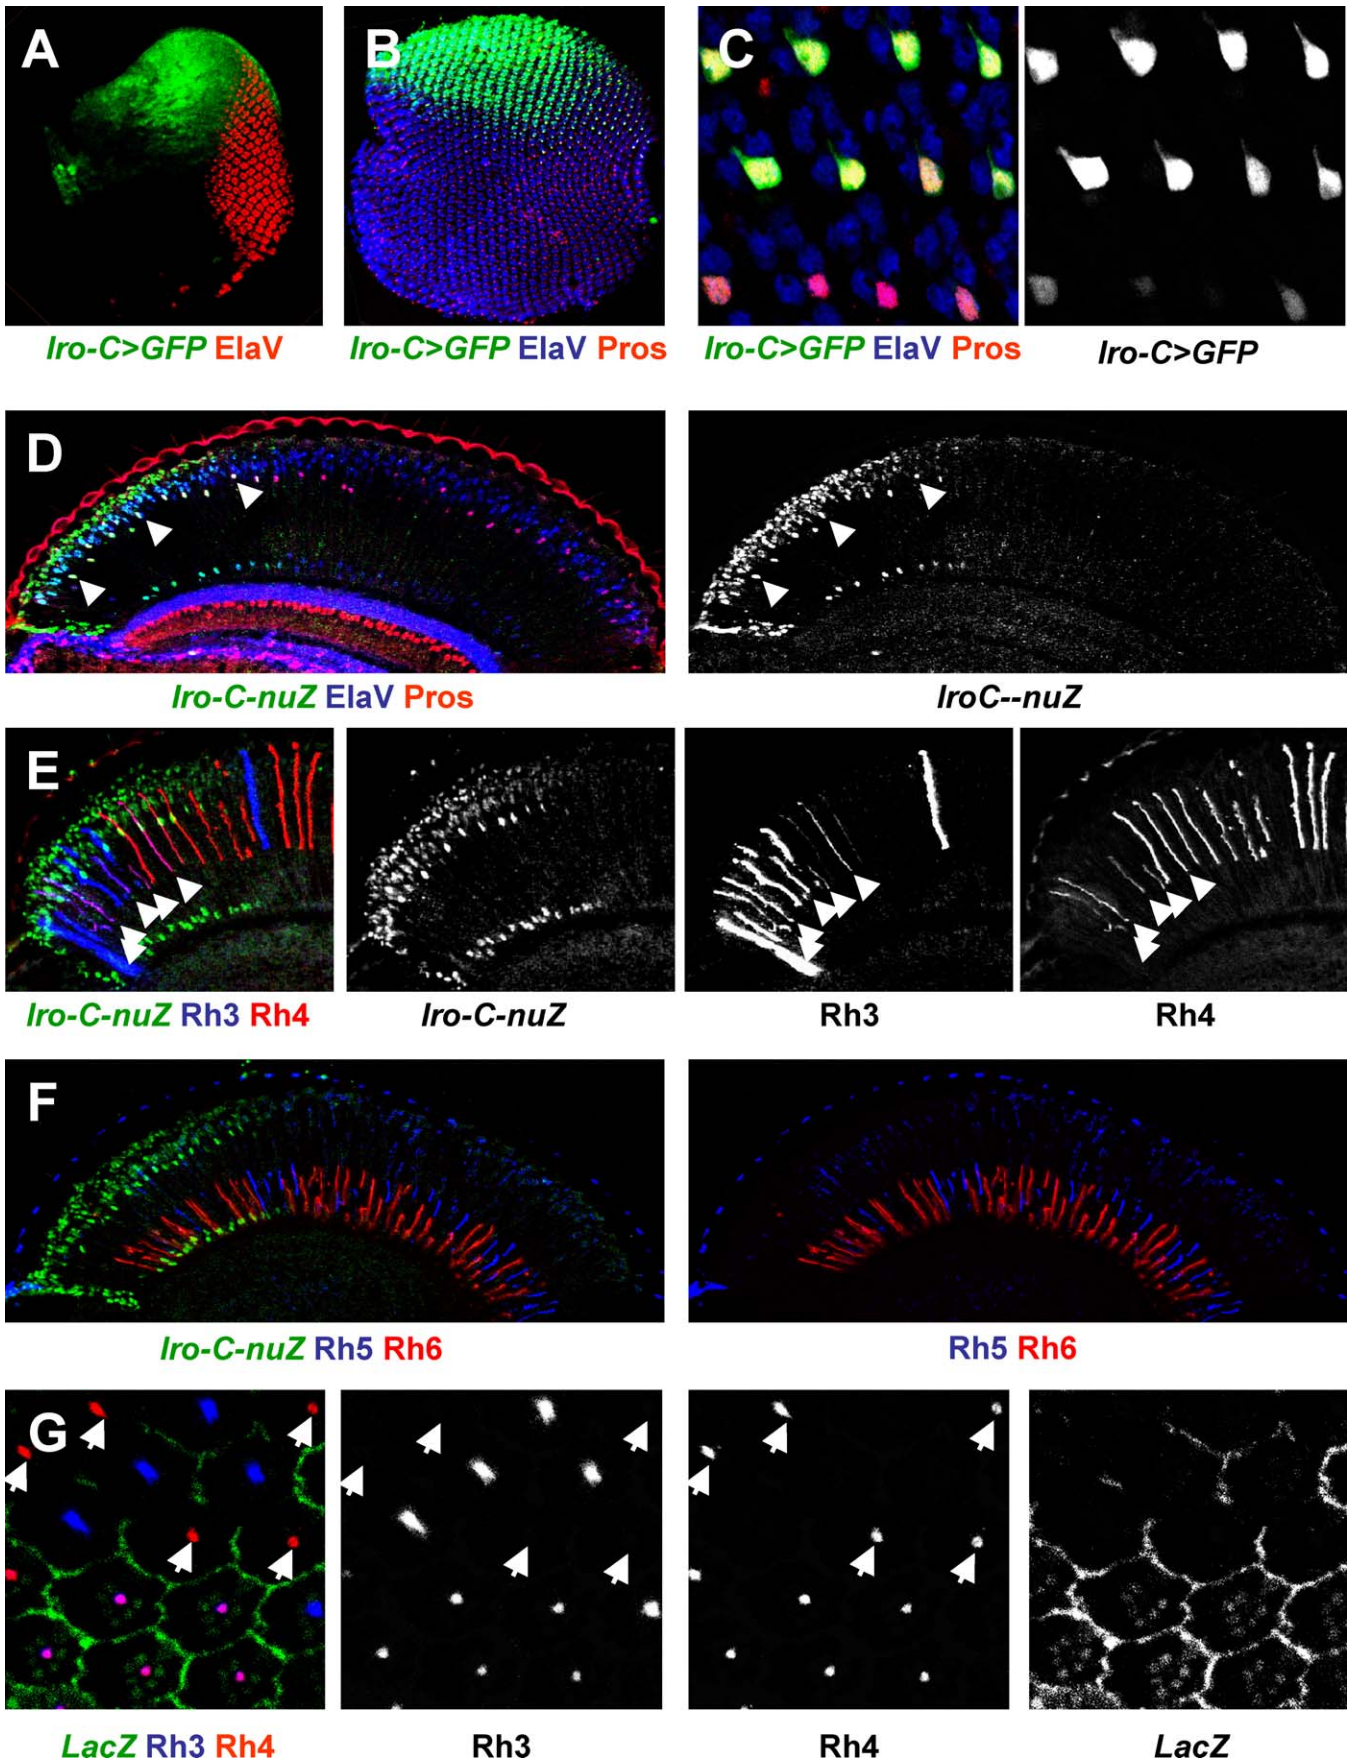 A B C
Iro-C>GFP ElaV Iro-C>GFP ElaV Pros Iro-C>GFP ElaV Pros Iro-C>GFP
D
Iro-C-nuZ ElaV Pros IroC--nuZ
E
Iro-C-nuZ Rh3 Rh4 Iro-C-nuZ Rh3 Rh4
F
Iro-C-nuZ Rh5 Rh6 Rh5 Rh6
G
LacZ Rh3 Rh4 Rh3 Rh4 LacZ